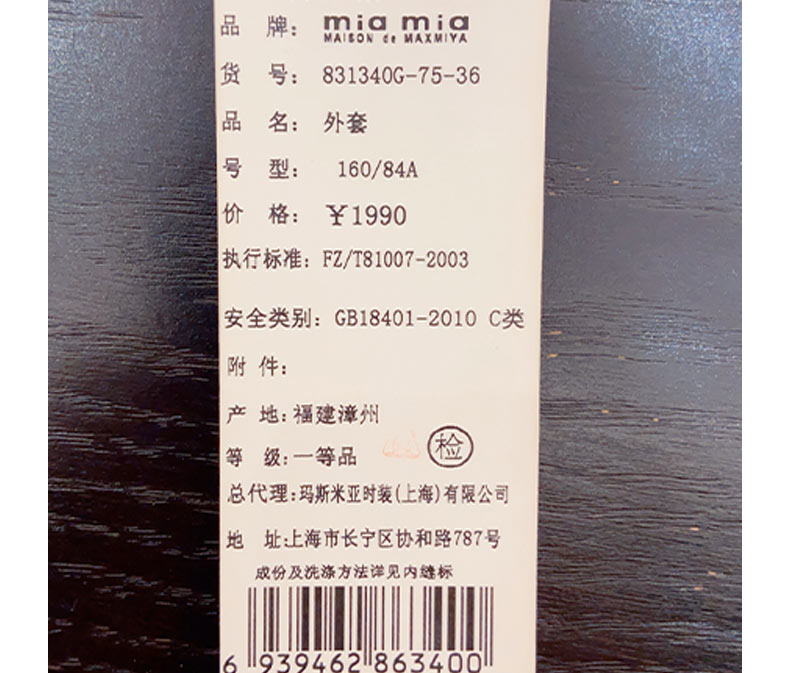 品 牌: mia mia
MAISON de MAXMIYA
货 号: 831340G-75-36
品 名: 外套
号 型: 160/84A
价 格: ¥1990
执行标准: FZ/T81007-2003
安全类别: GB18401-2010 C类
附 件:
产 地: 福建漳州
等 级: 一等品 检
总代理: 玛斯米亚时装(上海)有限公司
地 址: 上海市长宁区协和路787号
成份及洗涤方法详见内缝标
6 939462 863400